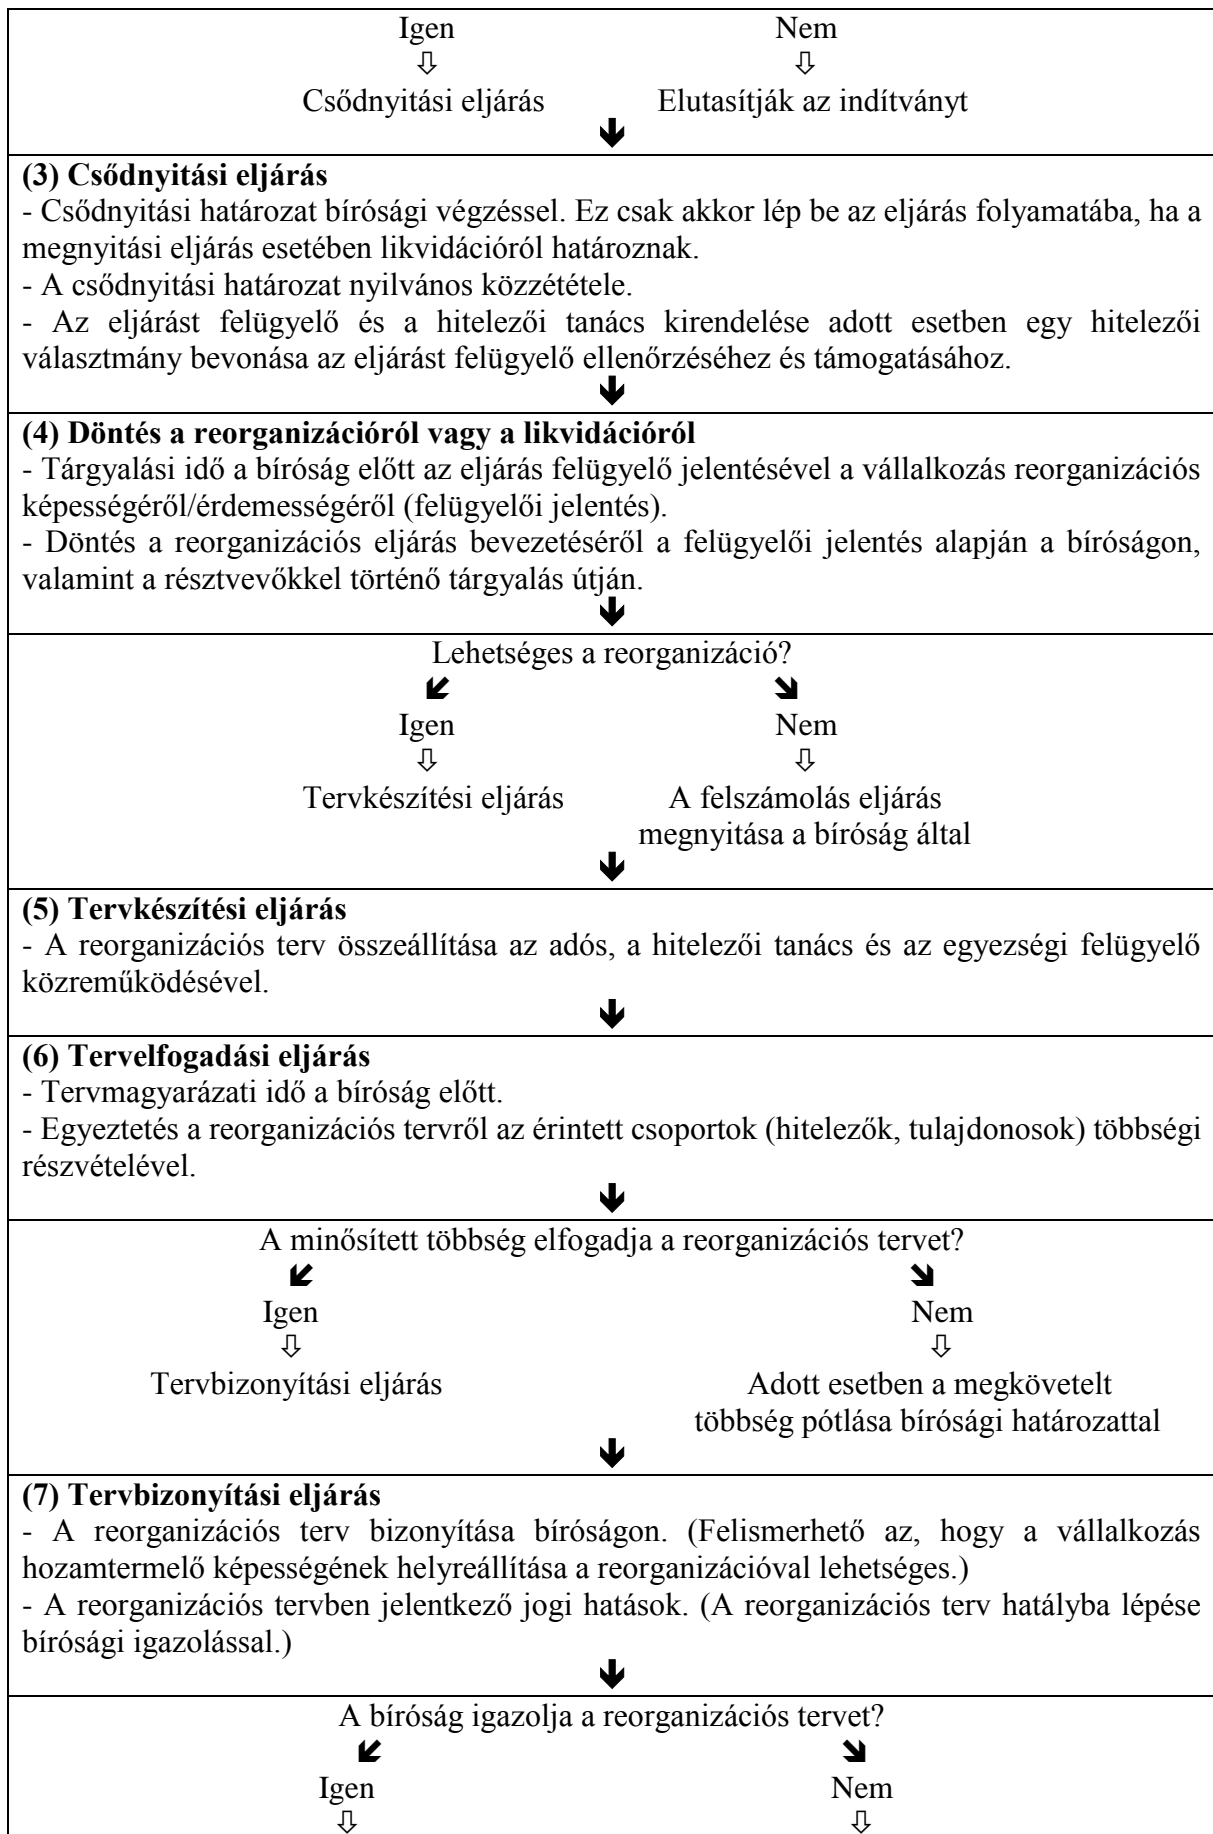 Igen Nem
⇩ ⇩
Csődnyitási eljárás Elutasítják az indítványt
🡻
(3) Csődnyitási eljárás
- Csődnyitási határozat bírósági végzéssel. Ez csak akkor lép be az eljárás folyamatába, ha a
megnyitási eljárás esetében likvidációról határoznak.
- A csődnyitási határozat nyilvános közzététele.
- Az eljárást felügyelő és a hitelezői tanács kirendelése adott esetben egy hitelezői
választmány bevonása az eljárást felügyelő ellenőrzéséhez és támogatásához.
🡻
(4) Döntés a reorganizációról vagy a likvidációról
- Tárgyalási idő a bíróság előtt az eljárás felügyelő jelentésével a vállalkozás reorganizációs
képességéről/érdemességéről (felügyelői jelentés).
- Döntés a reorganizációs eljárás bevezetéséről a felügyelői jelentés alapján a bíróságon,
valamint a résztvevőkkel történő tárgyalás útján.
🡻
Lehetséges a reorganizáció?
🡿 🡾
Igen Nem
⇩ ⇩
Tervkészítési eljárás A felszámolás eljárás
megnyitása a bíróság által
🡻
(5) Tervkészítési eljárás
- A reorganizációs terv összeállítása az adós, a hitelezői tanács és az egyezségi felügyelő
közreműködésével.
🡻
(6) Tervelfogadási eljárás
- Tervmagyarázati idő a bíróság előtt.
- Egyeztetés a reorganizációs tervről az érintett csoportok (hitelezők, tulajdonosok) többségi
részvételével.
🡻
A minősített többség elfogadja a reorganizációs tervet?
🡿 🡾
Igen Nem
⇩ ⇩
Tervbizonyítási eljárás Adott esetben a megkövetelt
többség pótlása bírósági határozattal
🡻
(7) Tervbizonyítási eljárás
- A reorganizációs terv bizonyítása bíróságon. (Felismerhető az, hogy a vállalkozás
hozamtermelő képességének helyreállítása a reorganizációval lehetséges.)
- A reorganizációs tervben jelentkező jogi hatások. (A reorganizációs terv hatályba lépése
bírósági igazolással.)
🡻
A bíróság igazolja a reorganizációs tervet?
🡿 🡾
Igen Nem
⇩ ⇩